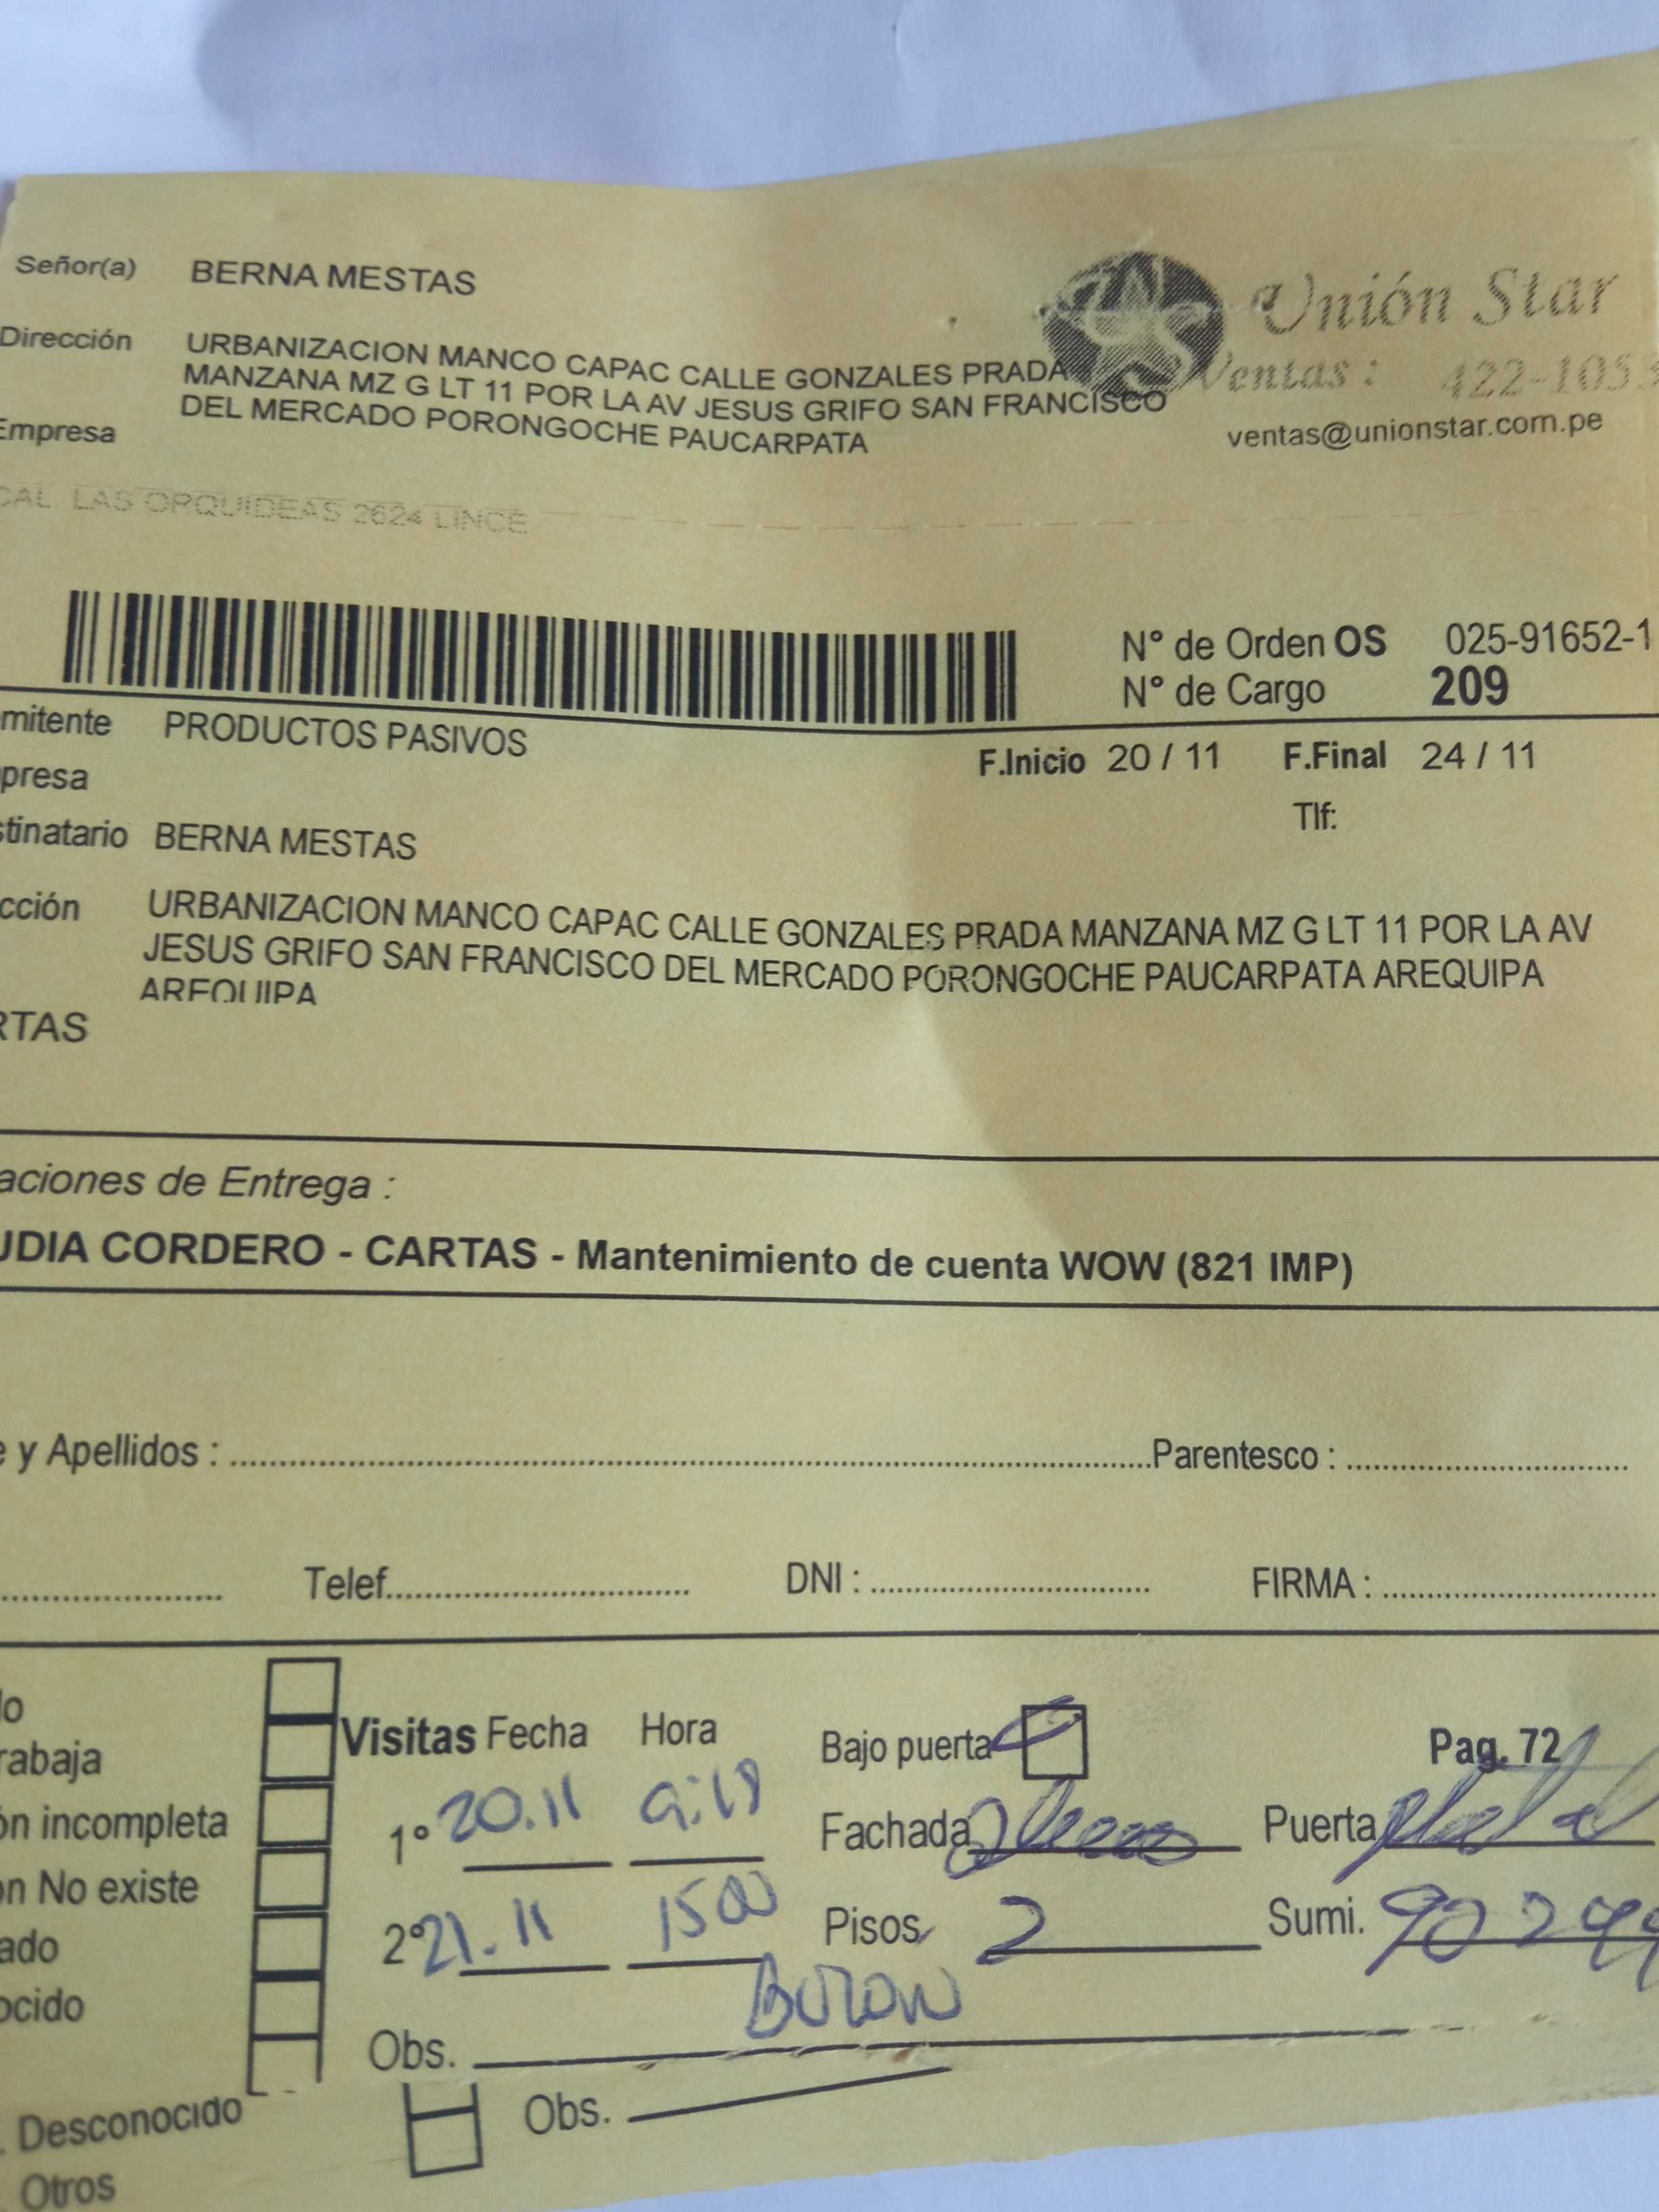 Señor(a) BERNA MESTAS
Unión Star
Dirección URBANIZACION MANCO CAPAC CALLE GONZALES PRADA
MANZANA MZ G LT 11 POR LA AV JESUS GRIFO SAN FRANCISCO
DEL MERCADO PORONGOCHE PAUCARPATA
Ventas : 422-1053
ventas@unionstar.com.pe
Empresa
CAL LAS ORQUIDEAS 2624 LINCE
N° de Orden OS 025-91652-1
N° de Cargo 209
mitente PRODUCTOS PASIVOS
F.Inicio 20 / 11 F.Final 24 / 11
presa
Tlf:
stinatario BERNA MESTAS
cción URBANIZACION MANCO CAPAC CALLE GONZALES PRADA MANZANA MZ G LT 11 POR LA AV
JESUS GRIFO SAN FRANCISCO DEL MERCADO PORONGOCHE PAUCARPATA AREQUIPA
AREQUIPA
RTAS
aciones de Entrega :
UDIA CORDERO - CARTAS - Mantenimiento de cuenta WOW (821 IMP)
e y Apellidos : Parentesco :
Telef. DNI : FIRMA :
do
rabaja
ón incompleta
ón No existe
ado
ocido
Visitas Fecha Hora
1° 20.11
2° 21.11 1500
Bajo puerta
Pag. 72
Fachada Puerta
Pisos 2 Sumi.
Obs.
Desconocido Obs.
Otros